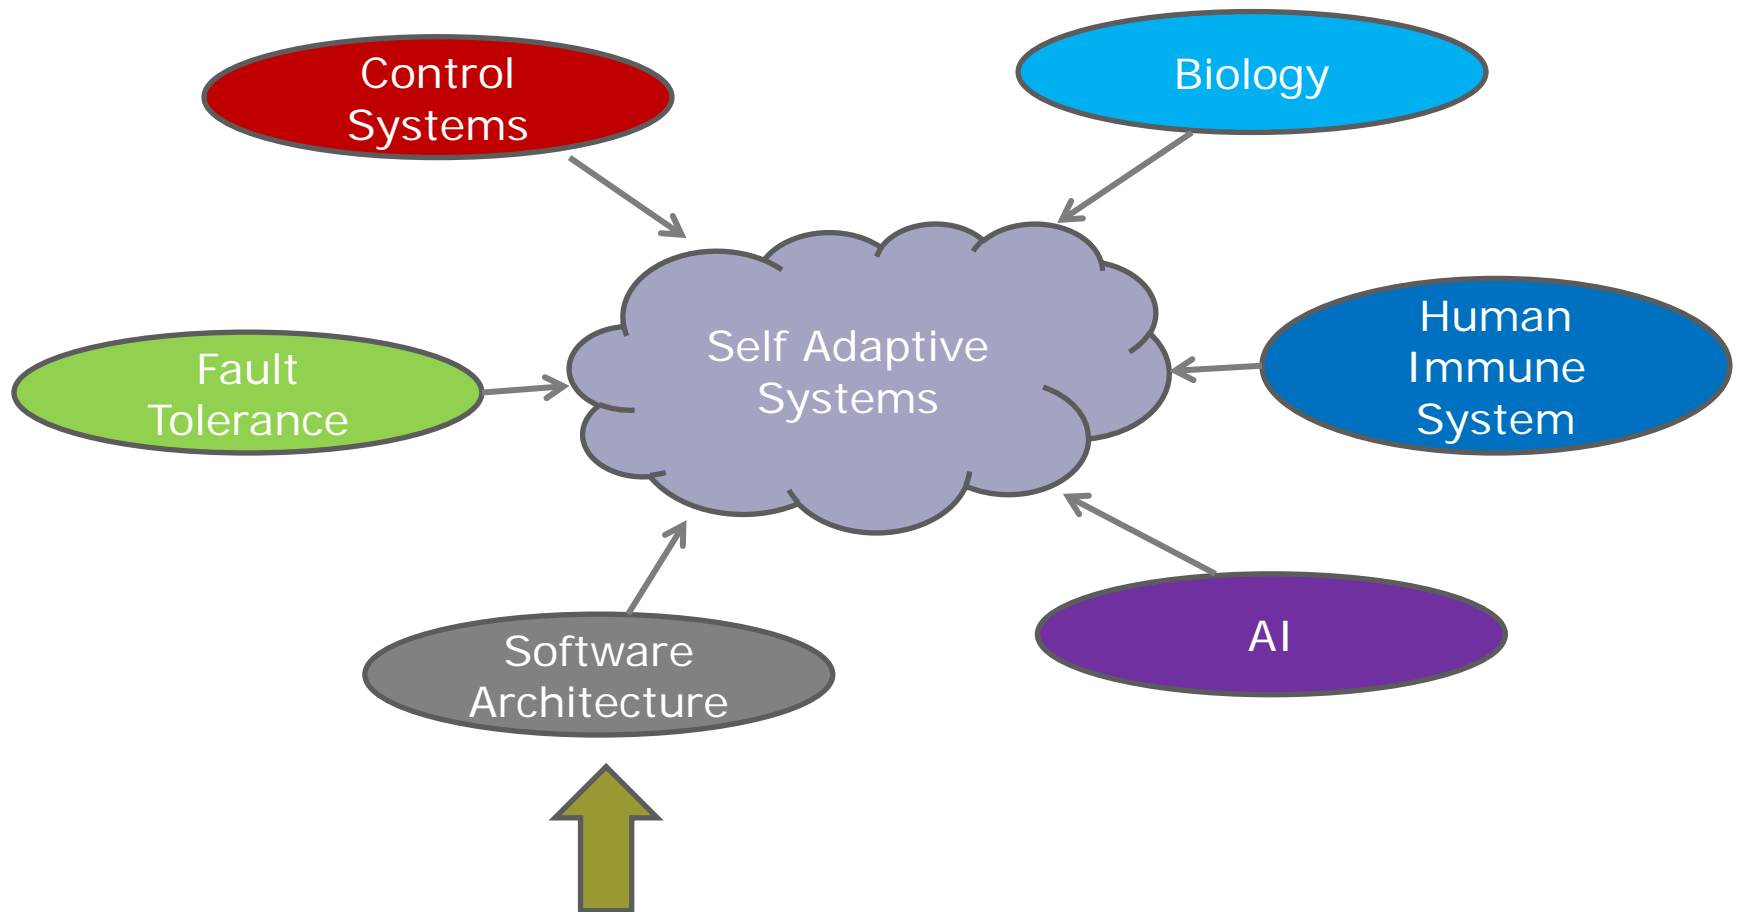 Control
Systems
Biology
Self Adaptive
Systems
Human
Immune
System
Fault
Tolerance
Software
Architecture
AI